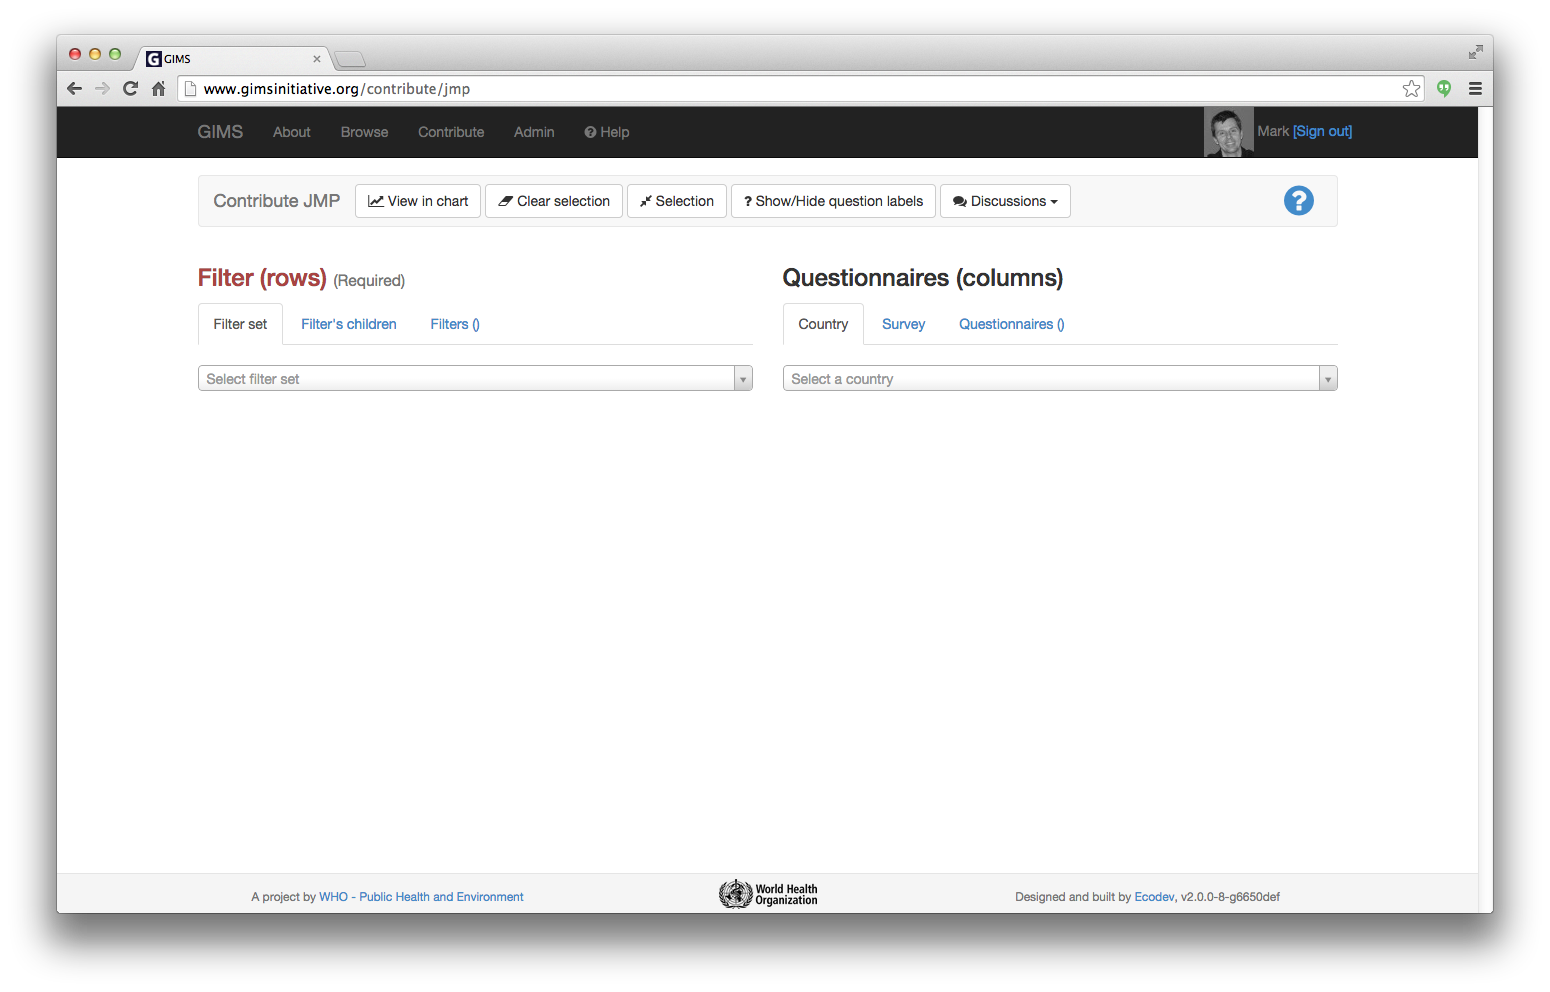 GIMS
www.gimsinitiative.org/contribute/jmp
GIMS About Browse Contribute Admin Help Mark [Sign out]
Contribute JMP View in chart Clear selection Selection ? Show/Hide question labels Discussions ?
Filter (rows) (Required)
Questionnaires (columns)
Filter set Filter's children Filters ()
Country Survey Questionnaires ()
Select filter set
Select a country
A project by WHO - Public Health and Environment
World Health
Organization
Designed and built by Ecodev, v2.0.0-8-g6650def